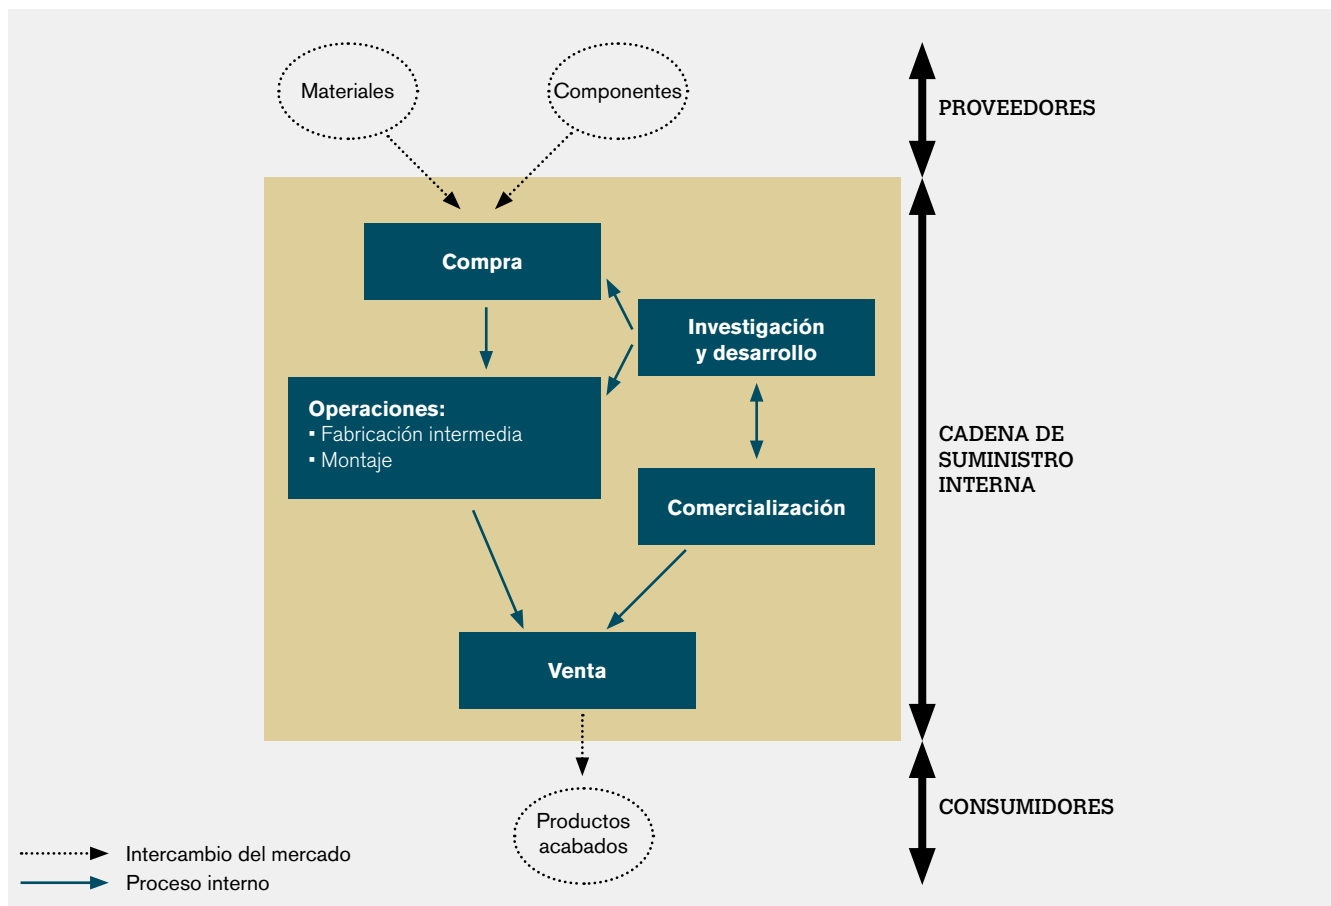 Materiales
Componentes
PROVEEDORES
Compra
Investigación
y desarrollo
Operaciones:
▪ Fabricación intermedia
▪ Montaje
CADENA DE
SUMINISTRO
INTERNA
Comercialización
Venta
Productos
acabados
CONSUMIDORES
Intercambio del mercado
Proceso interno